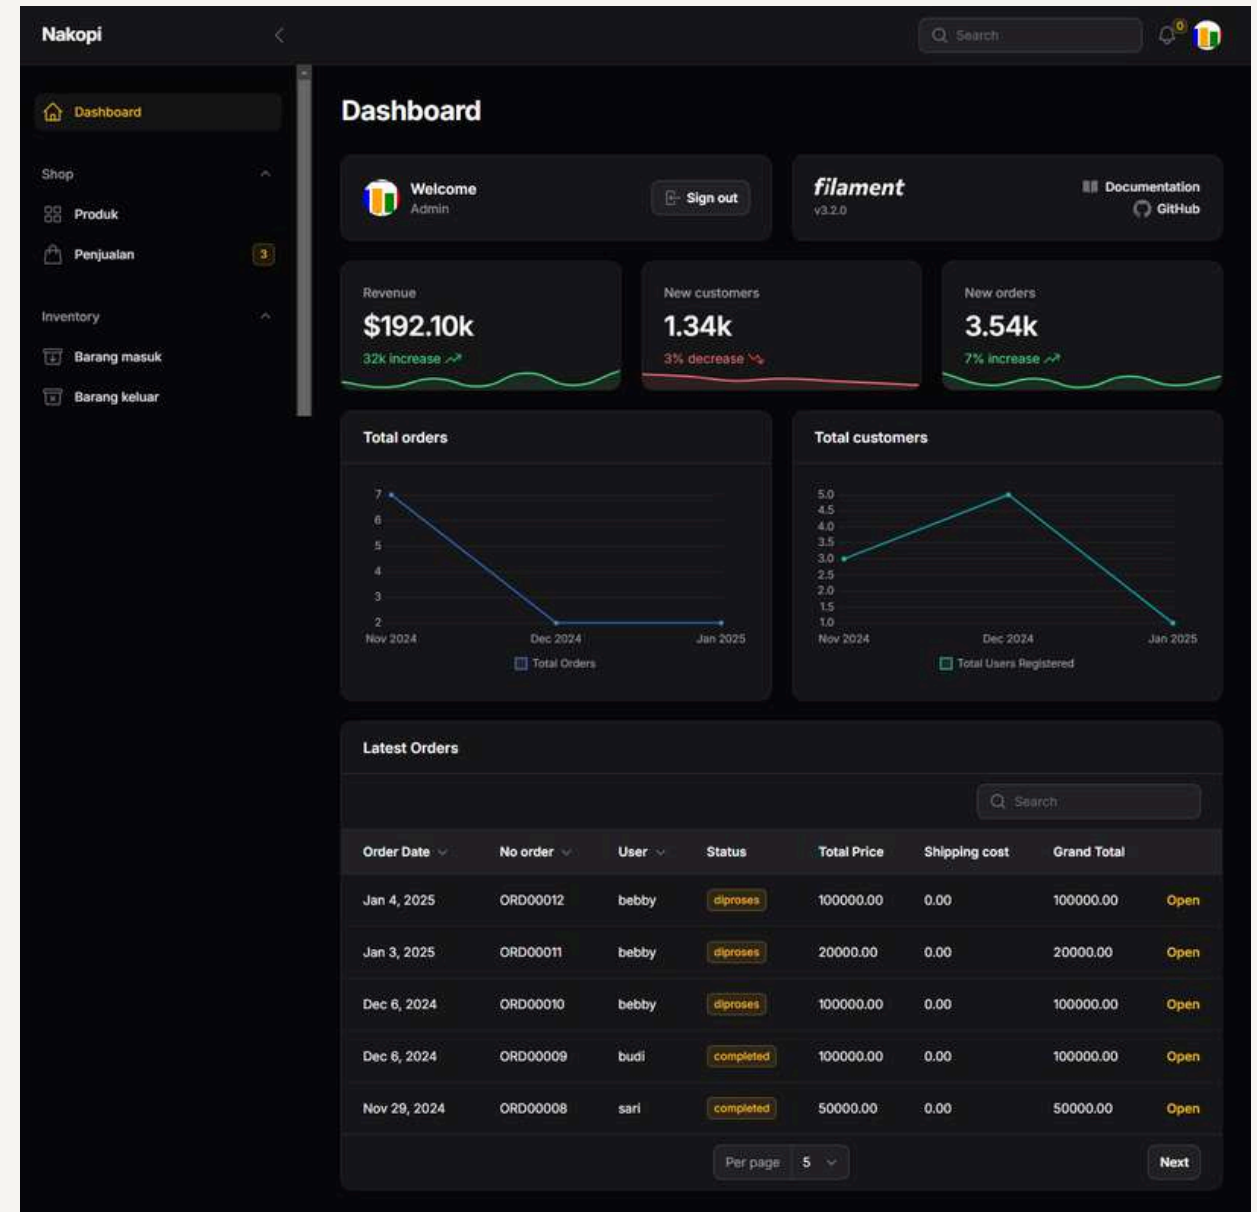 Nakopi
Search
0
Dashboard
Shop
Produk
Penjualan 3
Inventory
Barang masuk
Barang keluar
Dashboard
Welcome
Admin
Sign out
filament
v3.2.0
Documentation
GitHub
Revenue
$192.10k
32k increase
New customers
1.34k
3% decrease
New orders
3.54k
7% increase
Total orders
7
6
5
4
3
2
Nov 2024 Dec 2024 Jan 2025
Total Orders
Total customers
5.0
4.5
4.0
3.5
3.0
2.5
2.0
1.5
1.0
Nov 2024 Dec 2024 Jan 2025
Total Users Registered
Latest Orders
Search
Order Date No order User Status Total Price Shipping cost Grand Total
Jan 4, 2025 ORD00012 bebby diproses 100000.00 0.00 100000.00 Open
Jan 3, 2025 ORD00011 bebby diproses 20000.00 0.00 20000.00 Open
Dec 6, 2024 ORD00010 bebby diproses 100000.00 0.00 100000.00 Open
Dec 6, 2024 ORD00009 budi completed 100000.00 0.00 100000.00 Open
Nov 29, 2024 ORD00008 sari completed 50000.00 0.00 50000.00 Open
Per page 5
Next